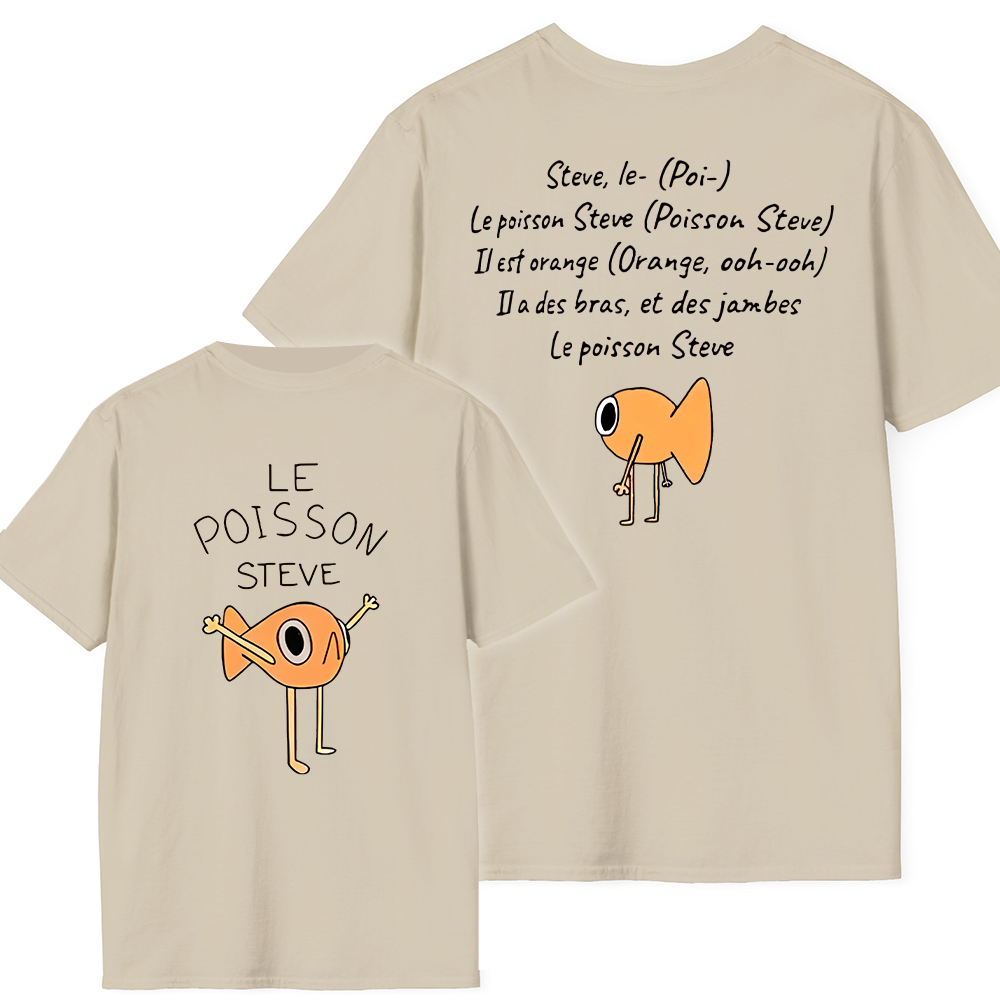 Steve, le- (Poi-)
Le poisson Steve (Poisson Steve)
Il est orange (Orange, ooh-ooh)
Il a des bras, et des jambes
Le poisson Steve
LE
POISSON
STEVE